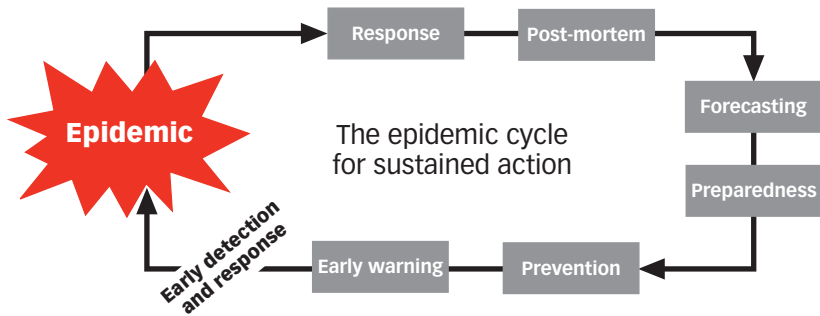 Response
Post-mortem
Epidemic
Forecasting
The epidemic cycle
for sustained action
Preparedness
Prevention
Early warning
Early detection
and response